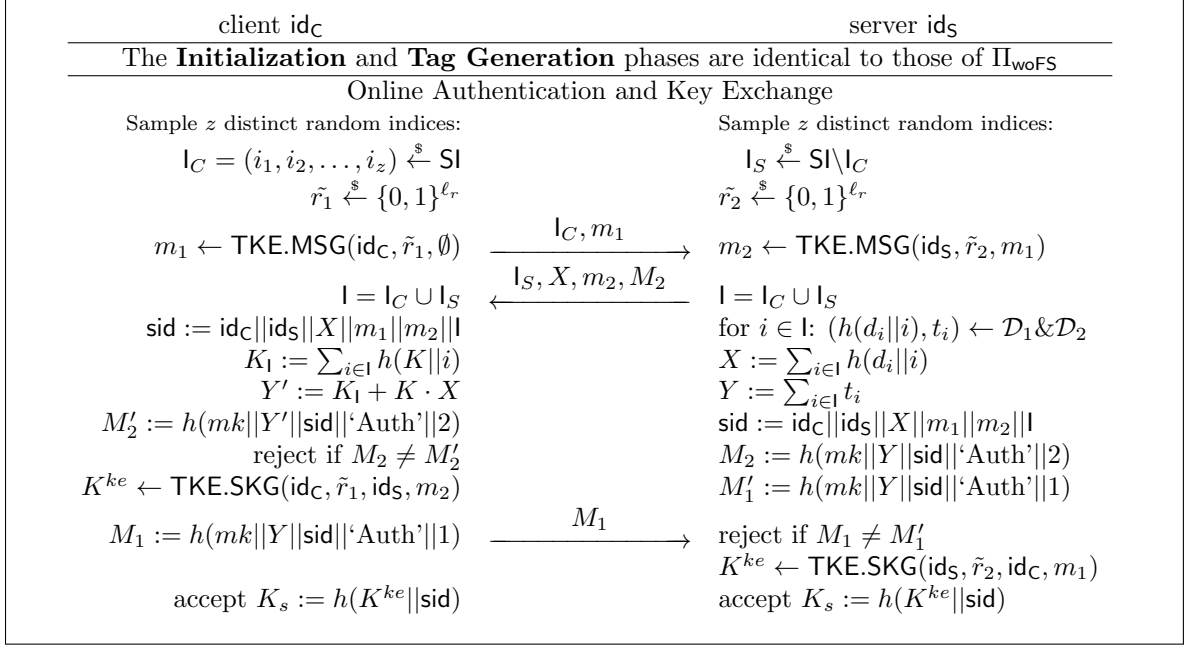 client id_C server id_S
The Initialization and Tag Generation phases are identical to those of Π_woFS
Online Authentication and Key Exchange
Sample z distinct random indices: Sample z distinct random indices:
I_C = (i_1, i_2, . . . , i_z) ←$ SI I_S ←$ SI\I_C
r̃_1 ←$ {0, 1}^{ℓ_r} r̃_2 ←$ {0, 1}^{ℓ_r}
m_1 ← TKE.MSG(id_C, r̃_1, ∅) I_C, m_1 m_2 ← TKE.MSG(id_S, r̃_2, m_1)
I = I_C ∪ I_S I_S, X, m_2, M_2 I = I_C ∪ I_S
sid := id_C||id_S||X||m_1||m_2||I for i ∈ I: (h(d_i||i), t_i) ← D_1&D_2
K_I := ∑_{i∈I} h(K||i) X := ∑_{i∈I} h(d_i||i)
Y′ := K_I + K · X Y := ∑_{i∈I} t_i
M′_2 := h(mk||Y′||sid||‘Auth’||2) sid := id_C||id_S||X||m_1||m_2||I
reject if M_2 ≠ M′_2 M_2 := h(mk||Y||sid||‘Auth’||2)
K^{ke} ← TKE.SKG(id_C, r̃_1, id_S, m_2) M′_1 := h(mk||Y||sid||‘Auth’||1)
M_1 := h(mk||Y||sid||‘Auth’||1) M_1 reject if M_1 ≠ M′_1
K^{ke} ← TKE.SKG(id_S, r̃_2, id_C, m_1)
accept K_s := h(K^{ke}||sid) accept K_s := h(K^{ke}||sid)